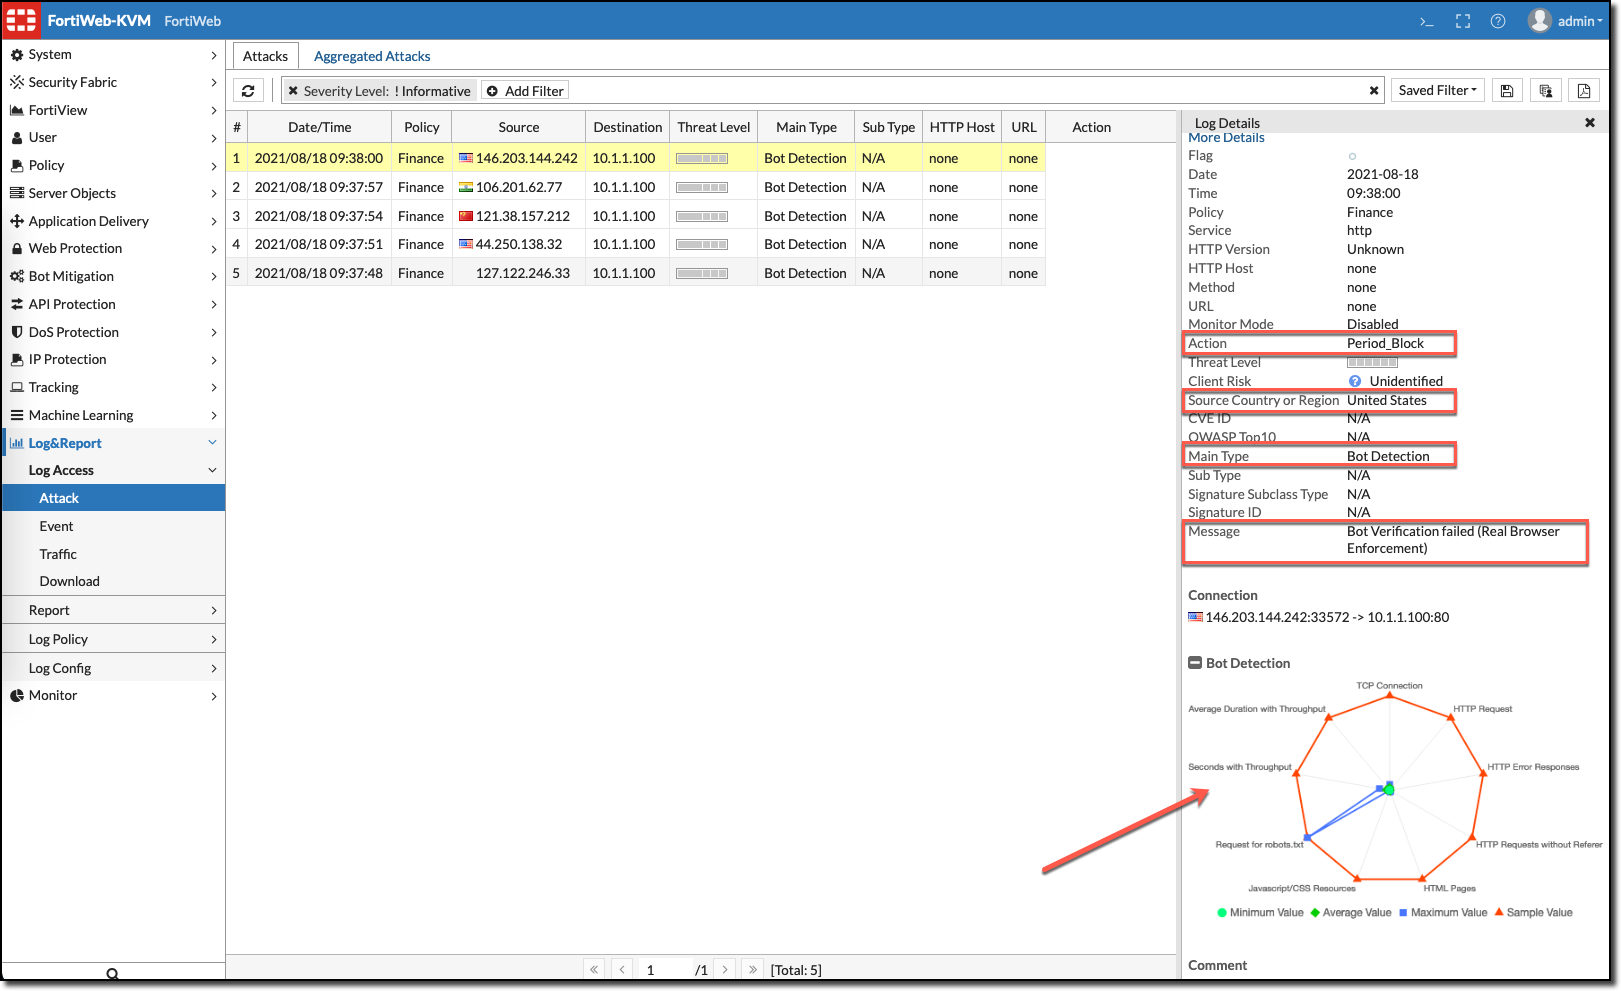 FortiWeb-KVM FortiWeb
>_ admin
System
Security Fabric
FortiView
User
Policy
Server Objects
Application Delivery
Web Protection
Bot Mitigation
API Protection
DoS Protection
IP Protection
Tracking
Machine Learning
Log&Report
Log Access
Attack
Event
Traffic
Download
Report
Log Policy
Log Config
Monitor
Attacks Aggregated Attacks
Severity Level: ! Informative Add Filter Saved Filter
# Date/Time Policy Source Destination Threat Level Main Type Sub Type HTTP Host URL Action
1 2021/08/18 09:38:00 Finance 146.203.144.242 10.1.1.100 Bot Detection N/A none none
2 2021/08/18 09:37:57 Finance 106.201.62.77 10.1.1.100 Bot Detection N/A none none
3 2021/08/18 09:37:54 Finance 121.38.157.212 10.1.1.100 Bot Detection N/A none none
4 2021/08/18 09:37:51 Finance 44.250.138.32 10.1.1.100 Bot Detection N/A none none
5 2021/08/18 09:37:48 Finance 127.122.246.33 10.1.1.100 Bot Detection N/A none none
« ‹ 1 /1 › » [Total: 5]
Log Details
More Details
Flag
Date 2021-08-18
Time 09:38:00
Policy Finance
Service http
HTTP Version Unknown
HTTP Host none
Method none
URL none
Monitor Mode Disabled
Action Period_Block
Threat Level
Client Risk ? Unidentified
Source Country or Region United States
CVE ID N/A
OWASP Top10 N/A
Main Type Bot Detection
Sub Type N/A
Signature Subclass Type N/A
Signature ID N/A
Message Bot Verification failed (Real Browser
Enforcement)
Connection
146.203.144.242:33572 -> 10.1.1.100:80
Bot Detection
TCP Connection
Average Duration with Throughput HTTP Request
Seconds with Throughput HTTP Error Responses
Request for robots.txt HTTP Requests without Referer
Javascript/CSS Resources HTML Pages
Minimum Value Average Value Maximum Value Sample Value
Comment